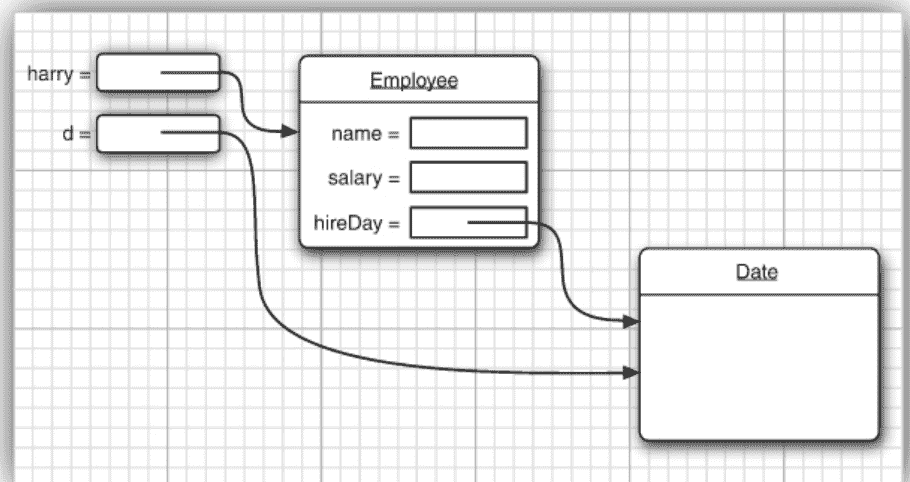 harry =
d =
Employee
name =
salary =
hireDay =
Date